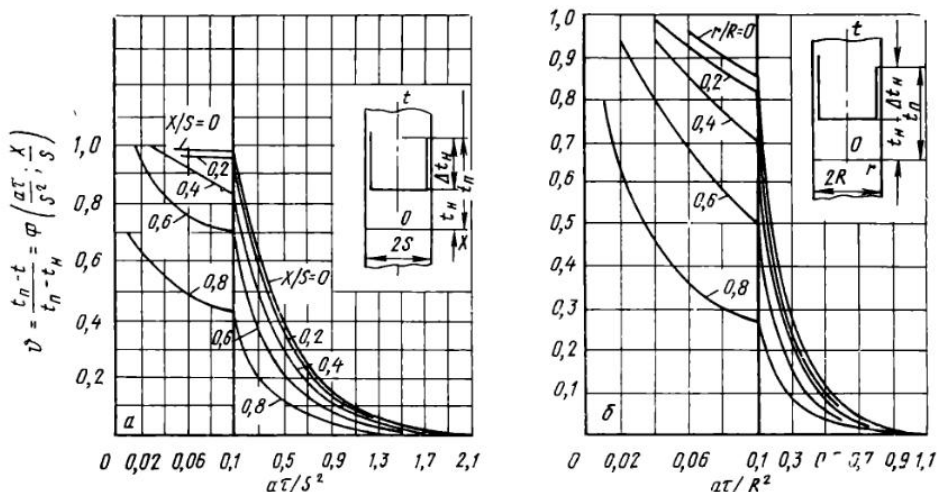 1,0
0,8
0,6
0,4
0,2
ϑ = (tп - t)/(tп - tн) = Ф(aτ/S²; X/S)
X/S=0
0,2
0,4
0,6
0,8
X/S=0
0,2
0,4
0,6
0,8
t
Δtн
tп
tн
0
X
2S
а
0 0,02 0,06 0,1 0,5 0,9 1,3 1,7 2,1
aτ/S²
1,0
0,9
0,8
0,7
0,6
0,5
0,4
0,3
0,2
0,1
r/R=0
0,2
0,4
0,6
0,8
t
Δtн
tп
tн
0
r
2R
б
0 0,02 0,06 0,1 0,3 0,7 0,9 1,1
aτ/R²